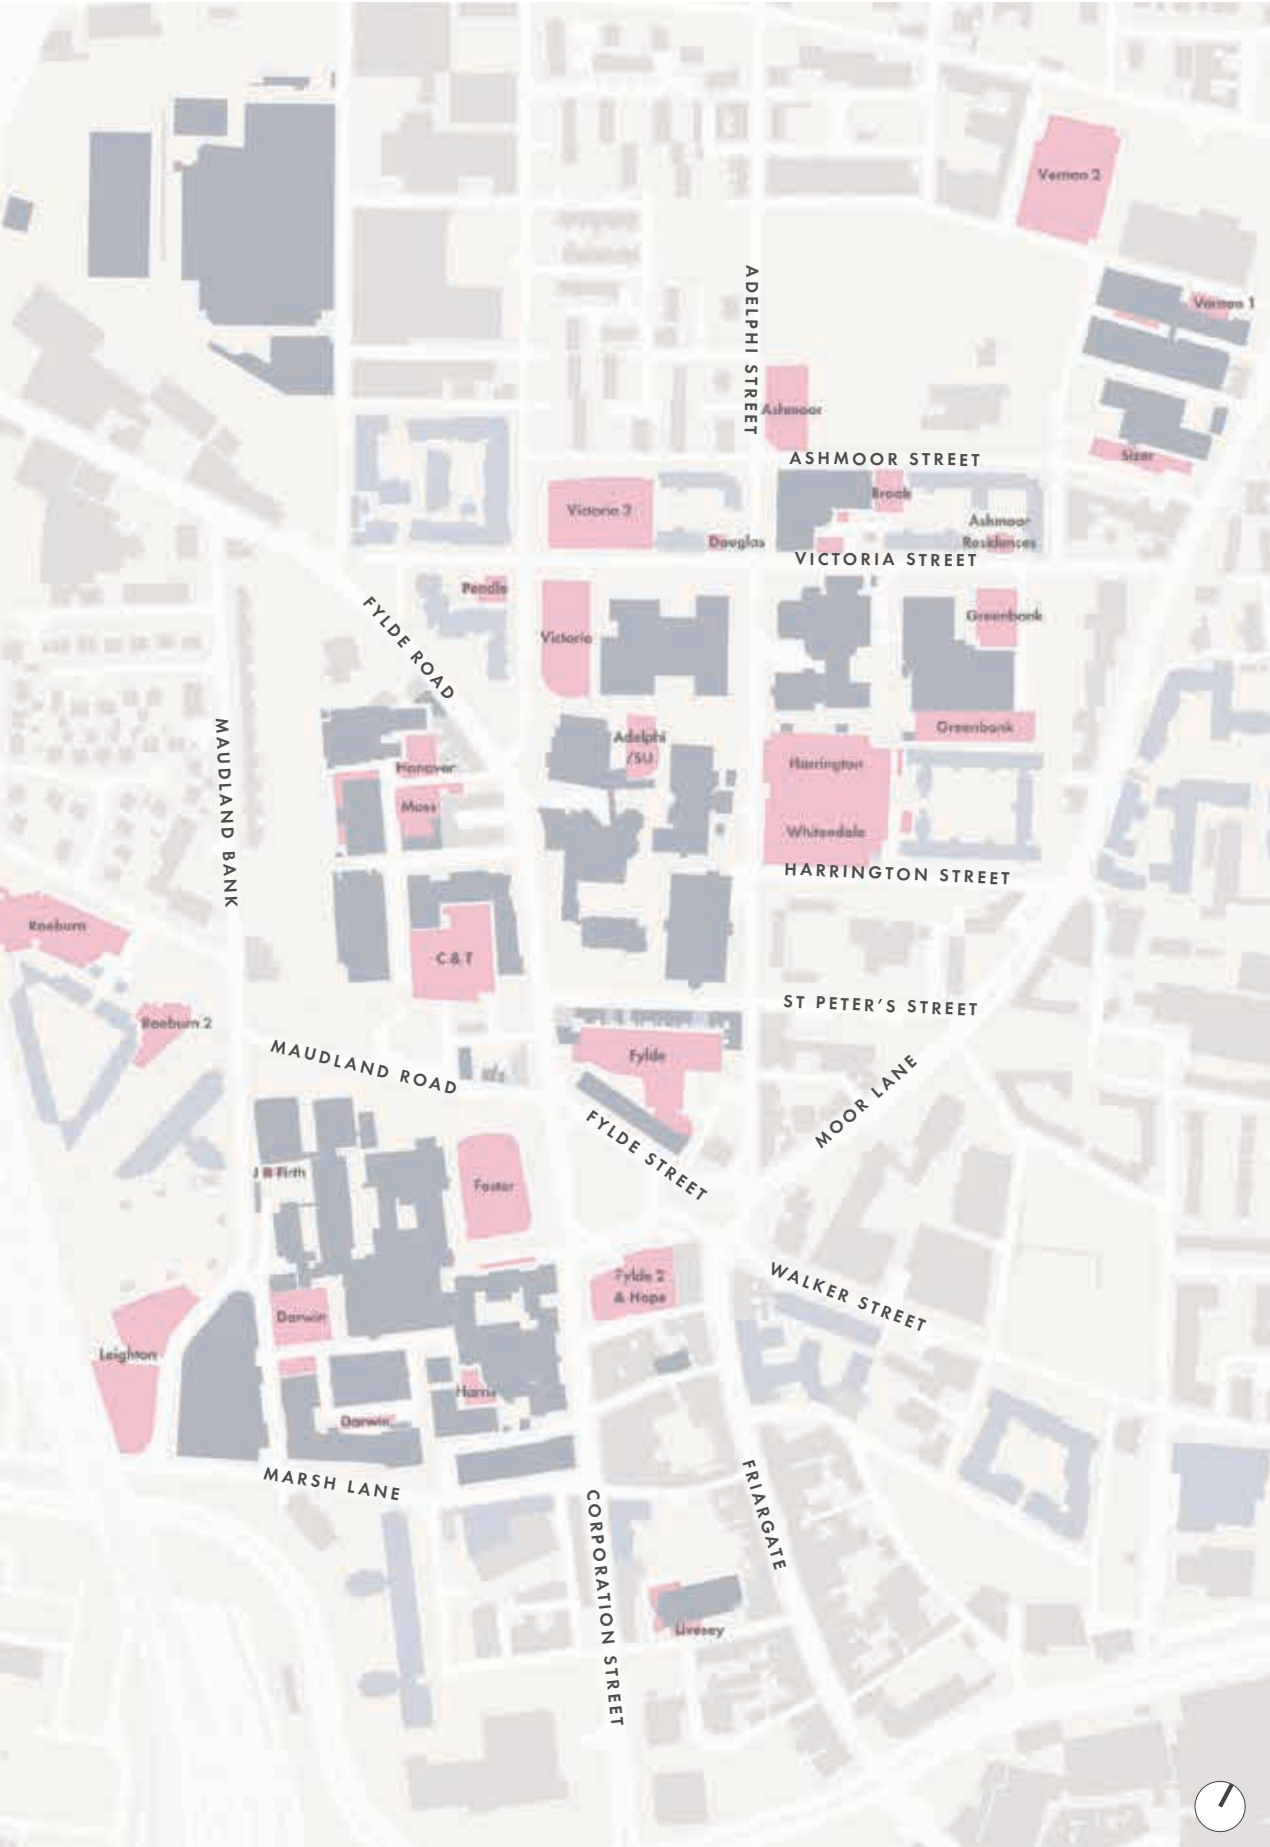 Vernon 2
Vernon 1
ADELPHI STREET
Ashmoor
ASHMOOR STREET
Sizer
Brook
Victoria 2
Ashmoor
Residences
Douglas
VICTORIA STREET
Pendle
FYLDE ROAD
Greenbank
Victoria
Greenbank
Adelphi
/SU
Harrington
Hanover
MAUDLAND BANK
Moss
Whitendale
HARRINGTON STREET
Roeburn
C & T
ST PETER'S STREET
Roeburn 2
MAUDLAND ROAD
Fylde
MOOR LANE
FYLDE STREET
J B Firth
Foster
Fylde 2
& Hope
WALKER STREET
Darwin
Leighton
Harris
Darwin
MARSH LANE
FRIARGATE
CORPORATION STREET
Livesey